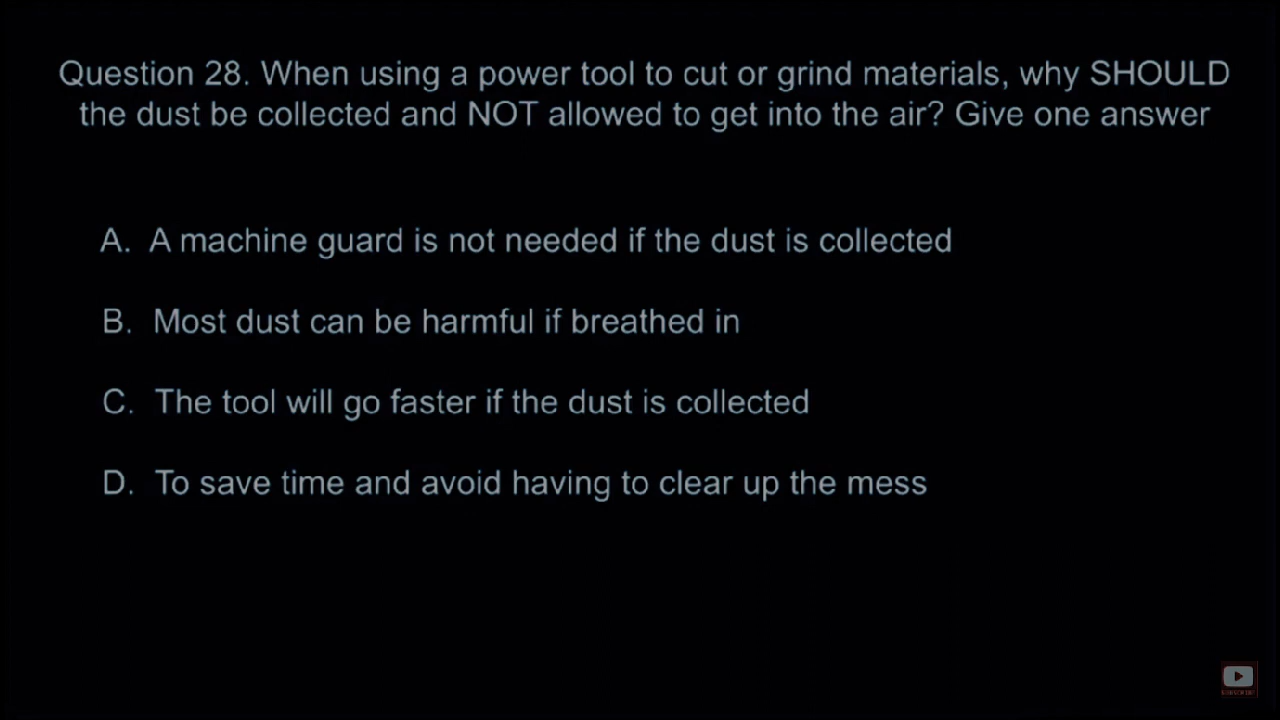 Question 28. When using a power tool to cut or grind materials, why SHOULD
the dust be collected and NOT allowed to get into the air? Give one answer
A. A machine guard is not needed if the dust is collected
B. Most dust can be harmful if breathed in
C. The tool will go faster if the dust is collected
D. To save time and avoid having to clear up the mess